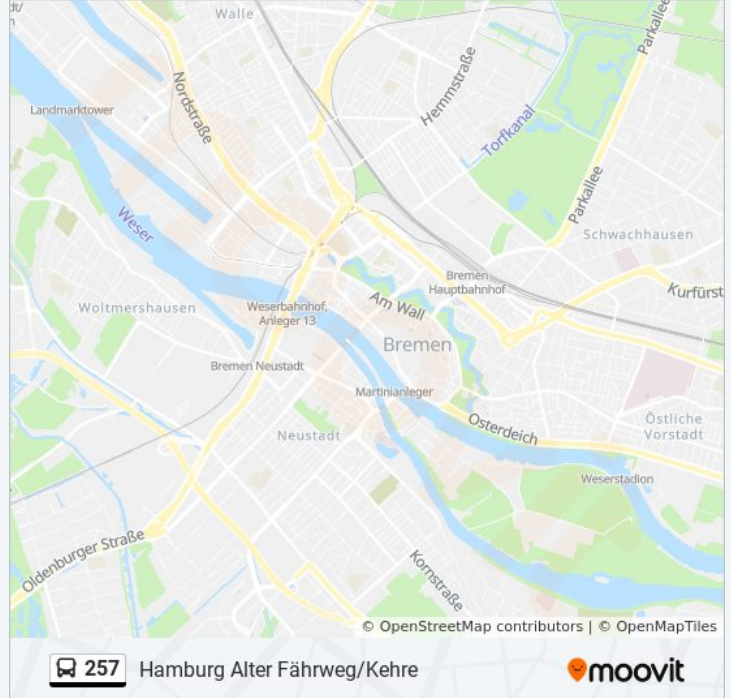 Walle
Parkallee
Nordstraße
Hemmstraße
Landmarktower
Torfkanal
Parkallee
Weser
Schwachhausen
Bremen
Hauptbahnhof
Kurfürst
Woltmershausen
Weserbahnhof,
Anleger 13
Am Wall
Bremen
Bremen Neustadt
Martinianleger
Osterdeich
Östliche
Vorstadt
Neustadt
Weserstadion
Oldenburger Straße
Kornstraße
© OpenStreetMap contributors | © OpenMapTiles
257 Hamburg Alter Fährweg/Kehre
moovit